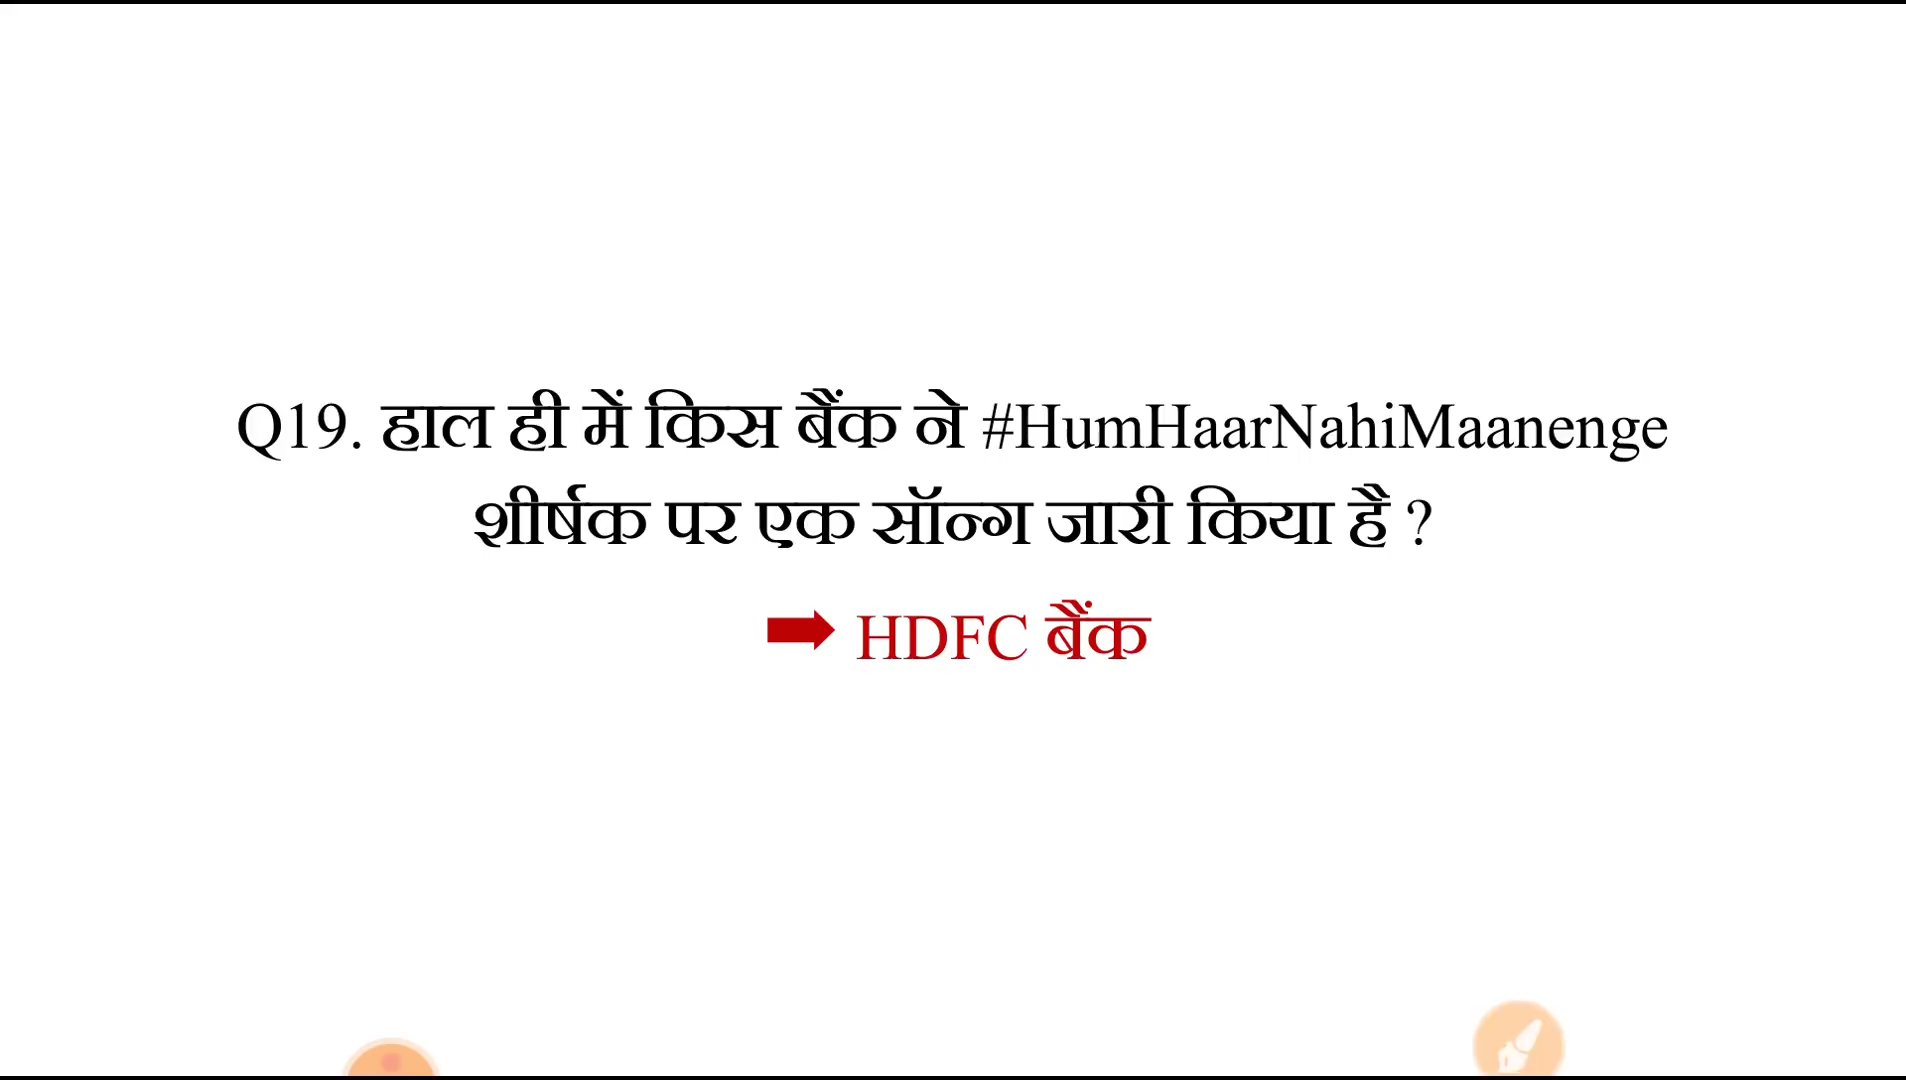 Q19. हाल ही में किस बैंक ने #HumHaarNahiMaanenge
शीर्षक पर एक सॉन्ग जारी किया है ?
➡ HDFC बैंक